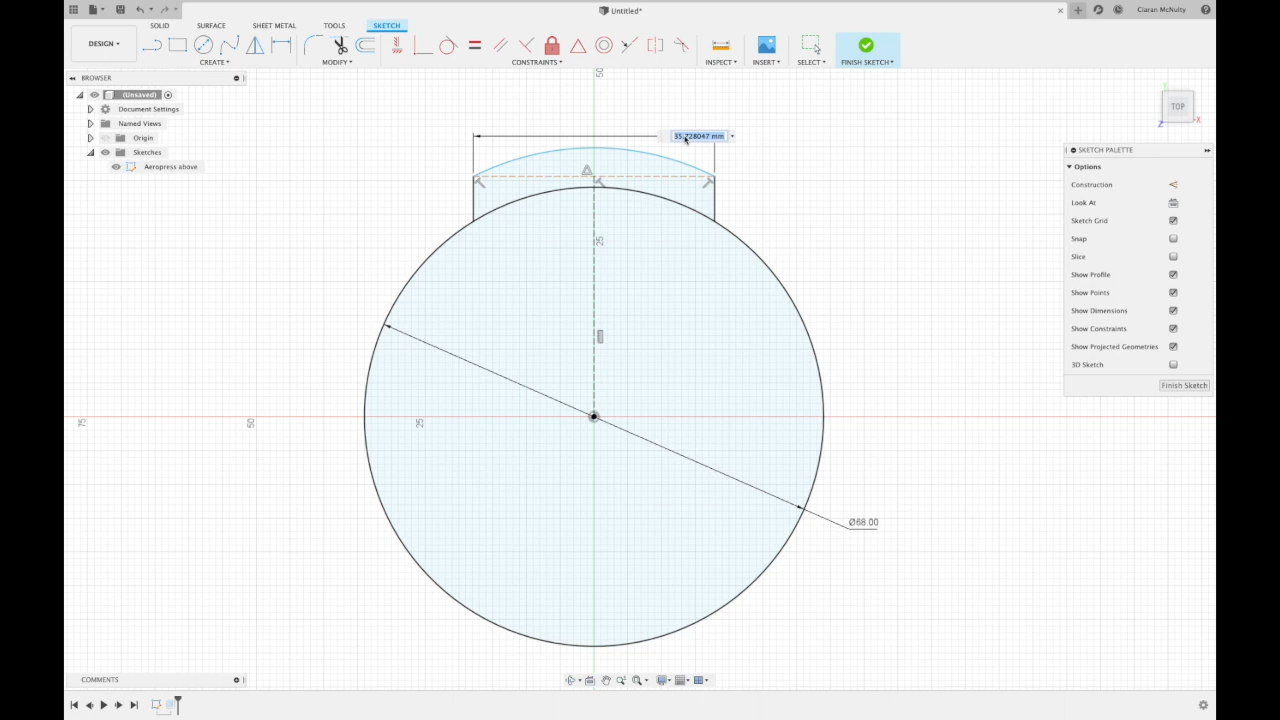 Untitled*
Ciaran McNulty
SOLID
SURFACE
SHEET METAL
TOOLS
SKETCH
DESIGN
CREATE
MODIFY
CONSTRAINTS
INSPECT
INSERT
SELECT
FINISH SKETCH
BROWSER
(Unsaved)
Document Settings
Named Views
Origin
Sketches
Aeropress above
TOP
X
Y
Z
50
35.728047 mm
25
75
50
25
Ø68.00
SKETCH PALETTE
Options
Construction
Look At
Sketch Grid
Snap
Slice
Show Profile
Show Points
Show Dimensions
Show Constraints
Show Projected Geometries
3D Sketch
Finish Sketch
COMMENTS